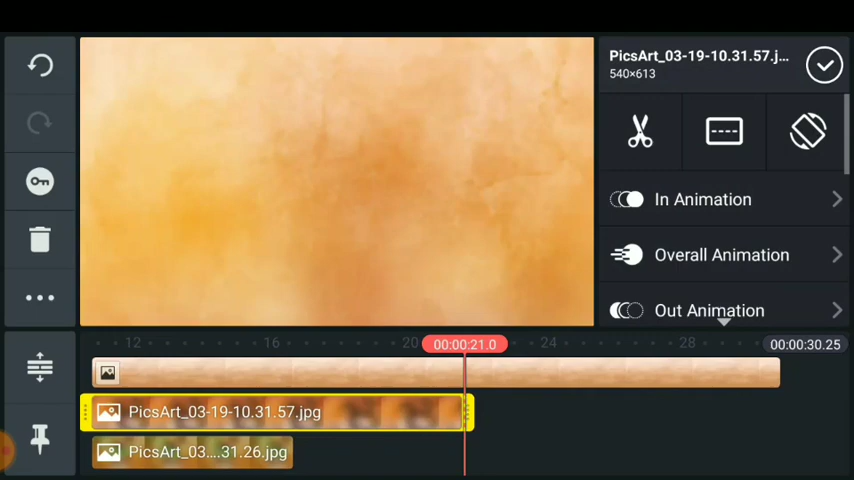 PicsArt_03-19-10.31.57.j...
540×613
In Animation
Overall Animation
Out Animation
12
16
20
00:00:21.0
24
28
00:00:30.25
PicsArt_03-19-10.31.57.jpg
PicsArt_03....31.26.jpg